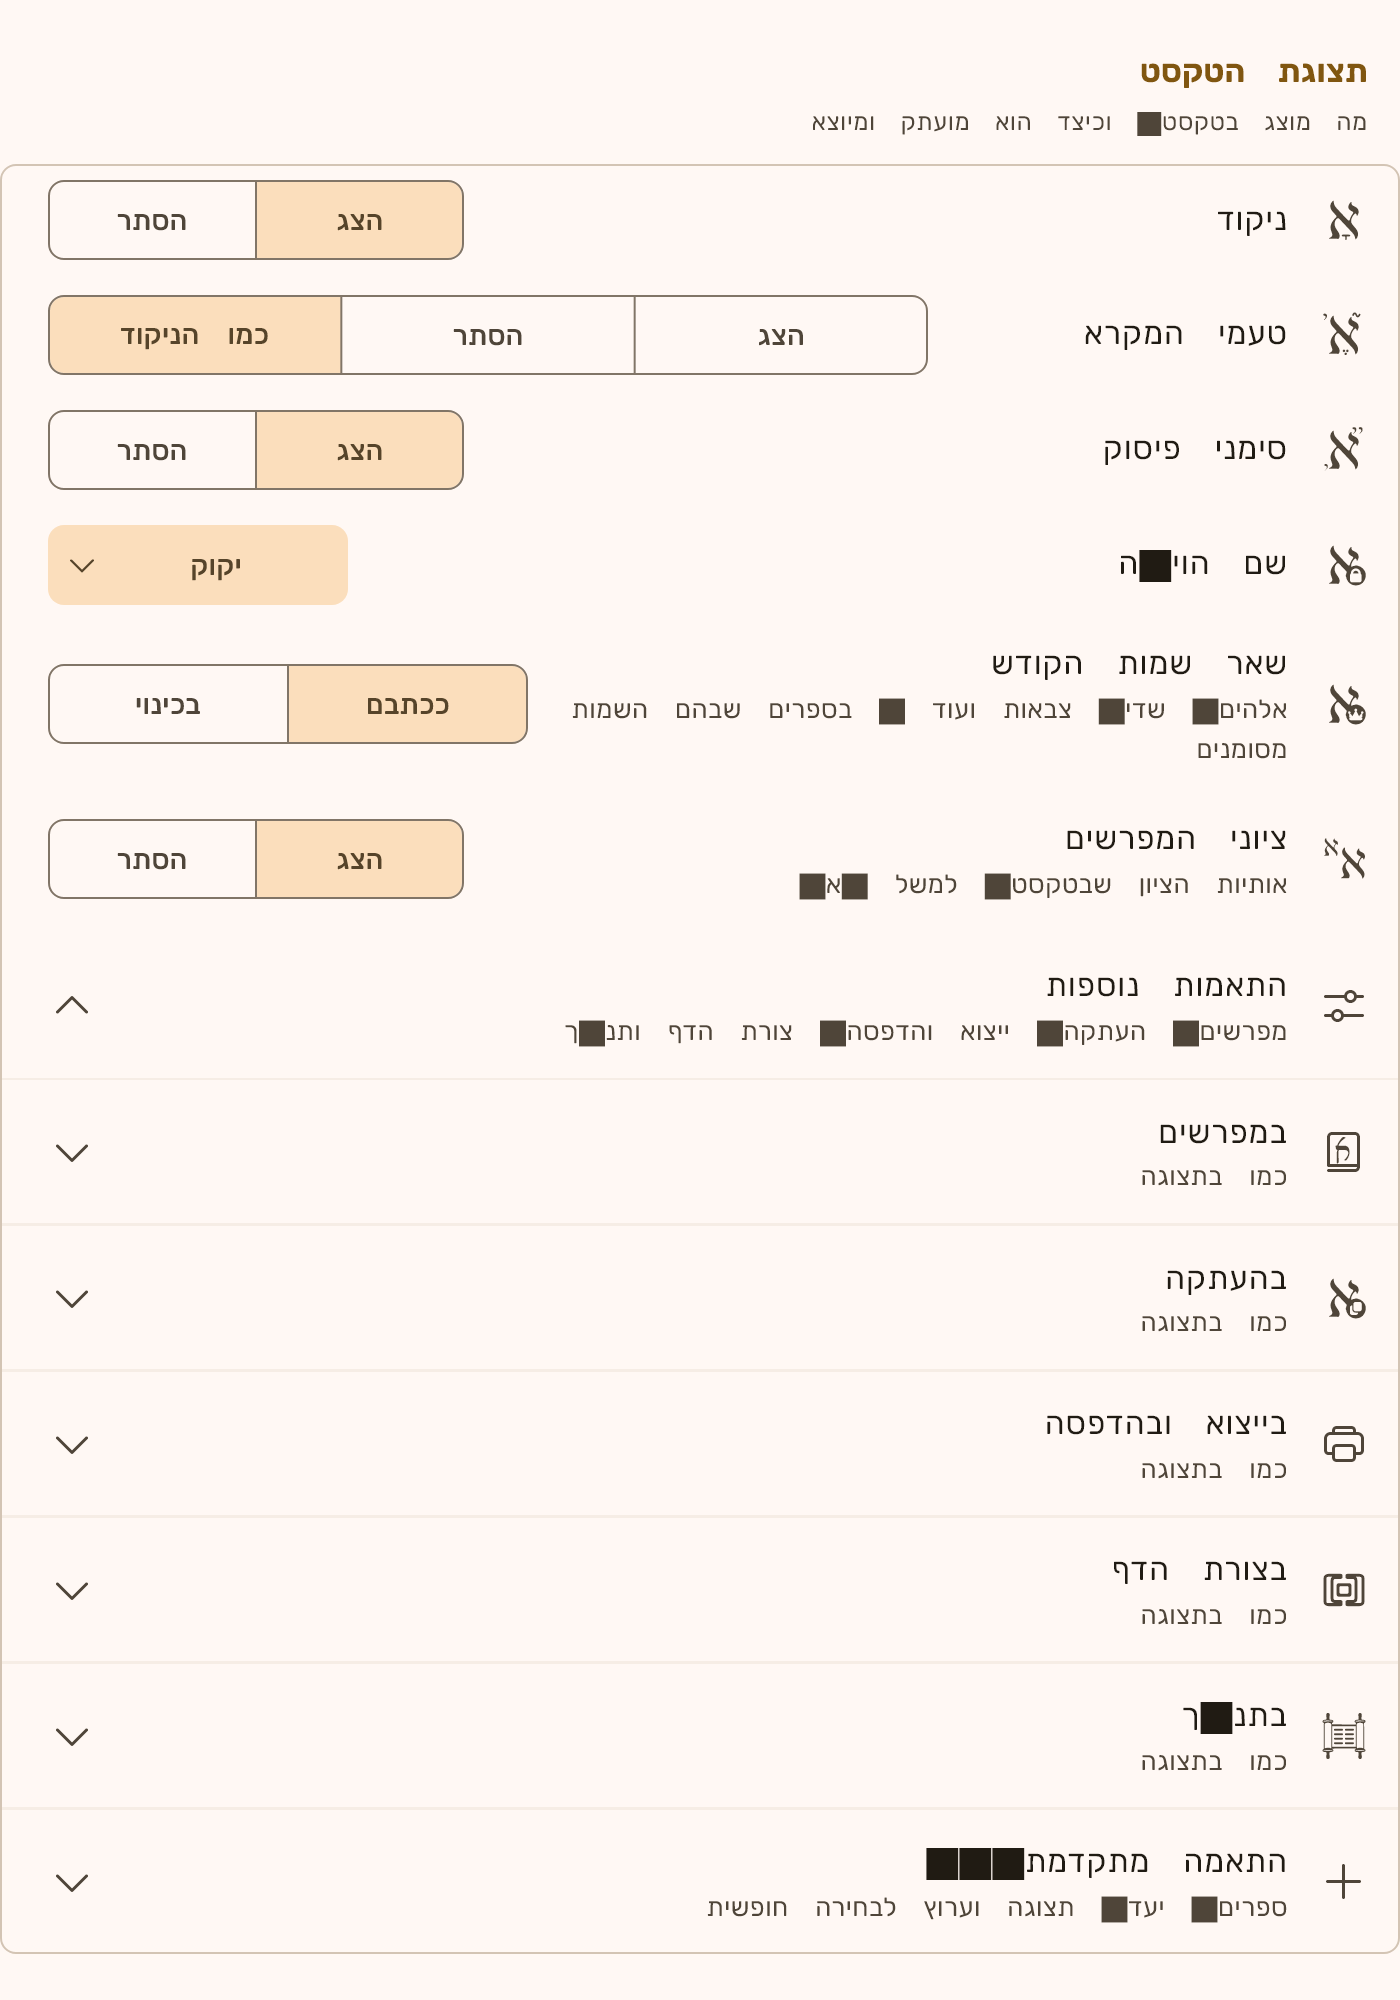 תצוגת הטקסט
מה מוצג בטקסט■ וכיצד הוא מועתק ומיוצא
ניקוד
הצג
הסתר
טעמי המקרא
הצג
הסתר
כמו הניקוד
סימני פיסוק
הצג
הסתר
שם הוי■ה
יקוק
שאר שמות הקודש
אלהים■ שדי■ צבאות ועוד ■ בספרים שבהם השמות
מסומנים
ככתבם
בכינוי
ציוני המפרשים
אותיות הציון שבטקסט■ למשל ■א■
הצג
הסתר
התאמות נוספות
מפרשים■ העתקה■ ייצוא והדפסה■ צורת הדף ותנ■ך
במפרשים
כמו בתצוגה
בהעתקה
כמו בתצוגה
בייצוא ובהדפסה
כמו בתצוגה
בצורת הדף
כמו בתצוגה
בתנ■ך
כמו בתצוגה
התאמה מתקדמת■■■
ספרים■ יעד■ תצוגה וערוץ לבחירה חופשית